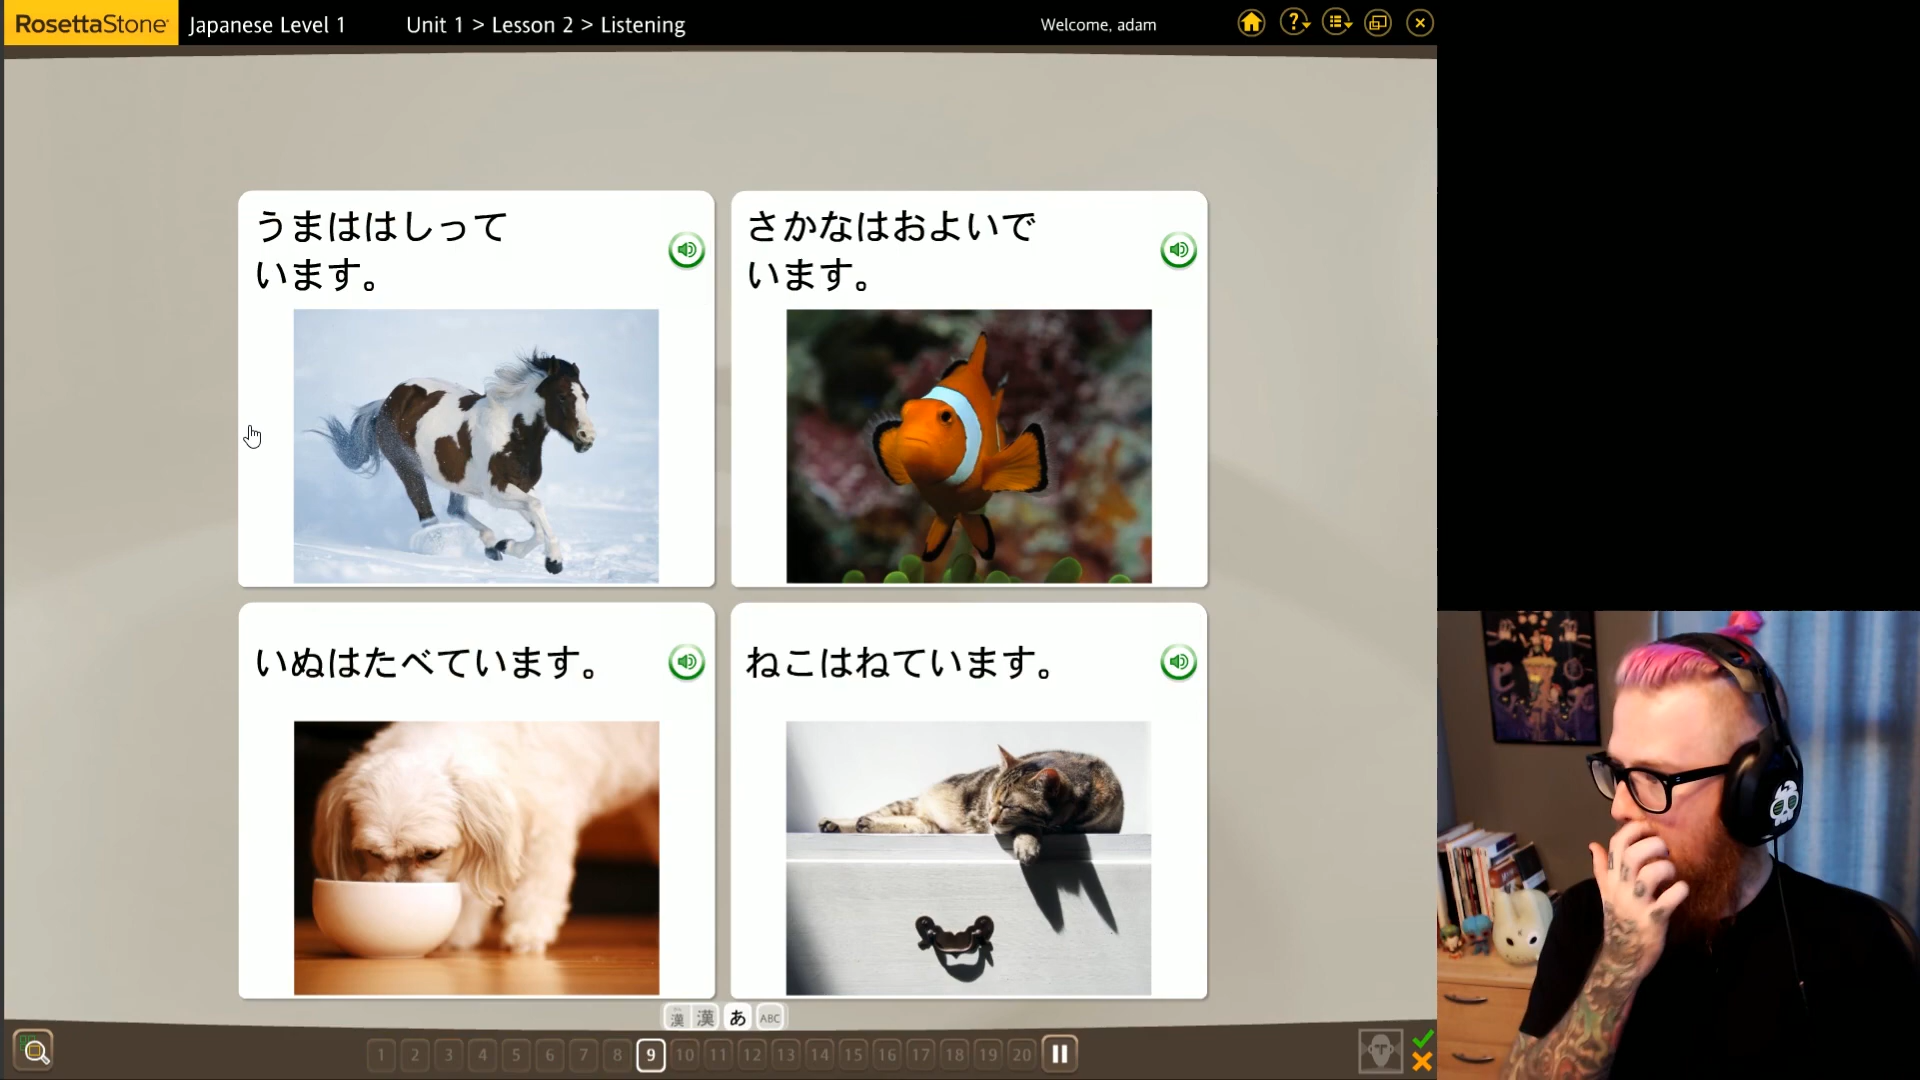 RosettaStone
Japanese Level 1
Unit 1 > Lesson 2 > Listening
Welcome, adam
うまははしって
います。
さかなはおよいで
います。
いぬはたべています。
ねこはねています。
漢 漢 あ ABC
1 2 3 4 5 6 7 8 9 10 11 12 13 14 15 16 17 18 19 20